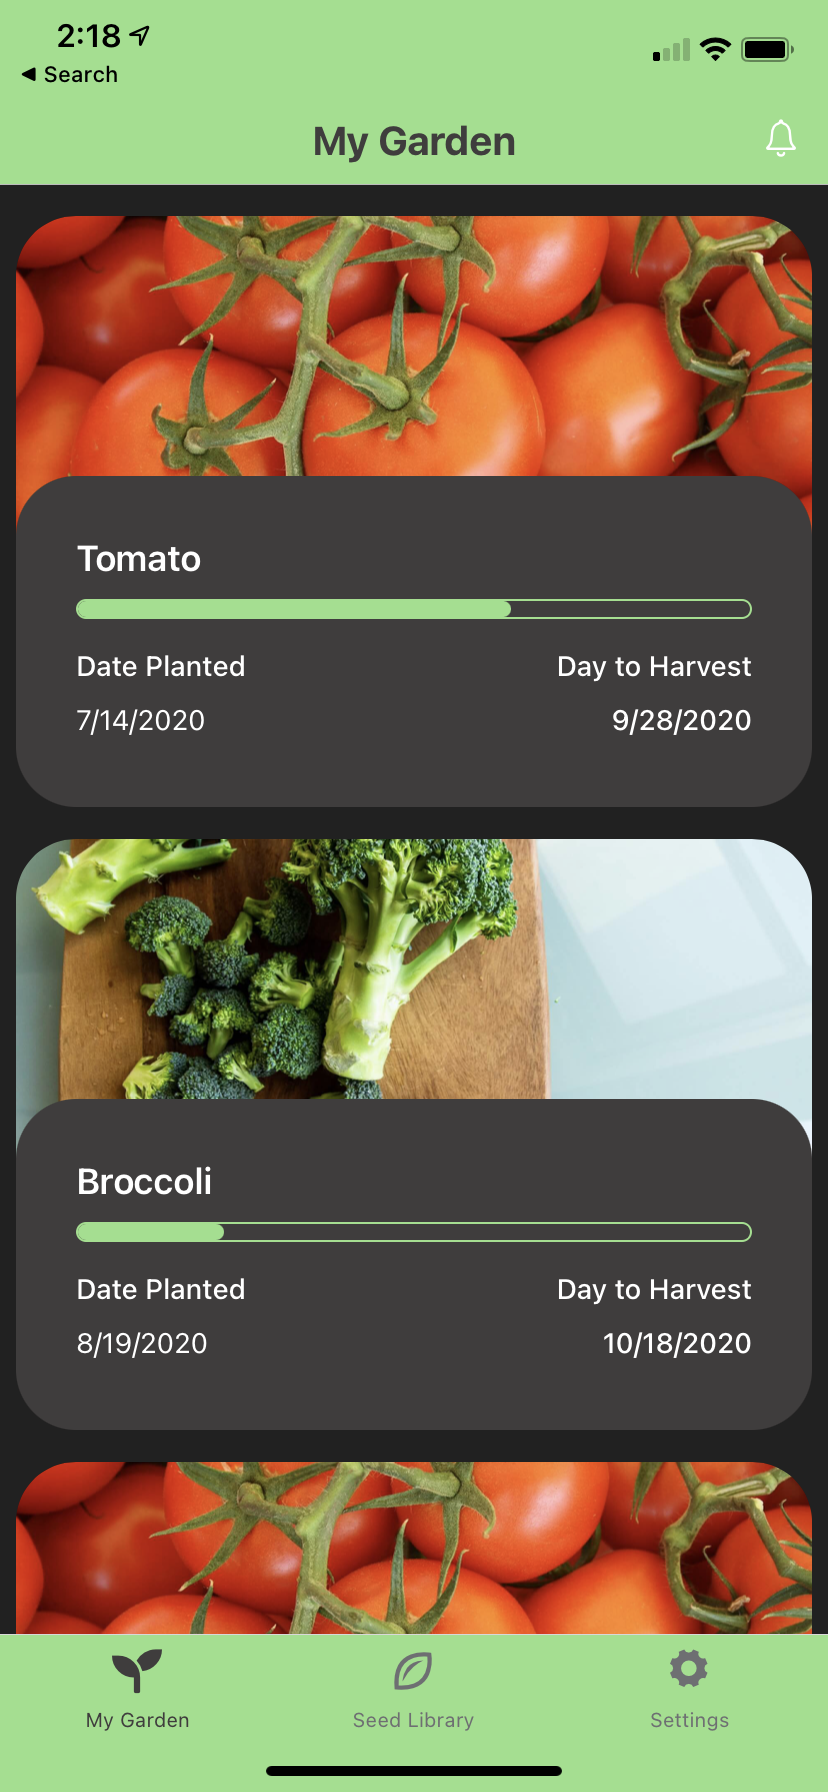 2:18
Search
My Garden
Tomato
Date Planted Day to Harvest
7/14/2020 9/28/2020
Broccoli
Date Planted Day to Harvest
8/19/2020 10/18/2020
My Garden Seed Library Settings